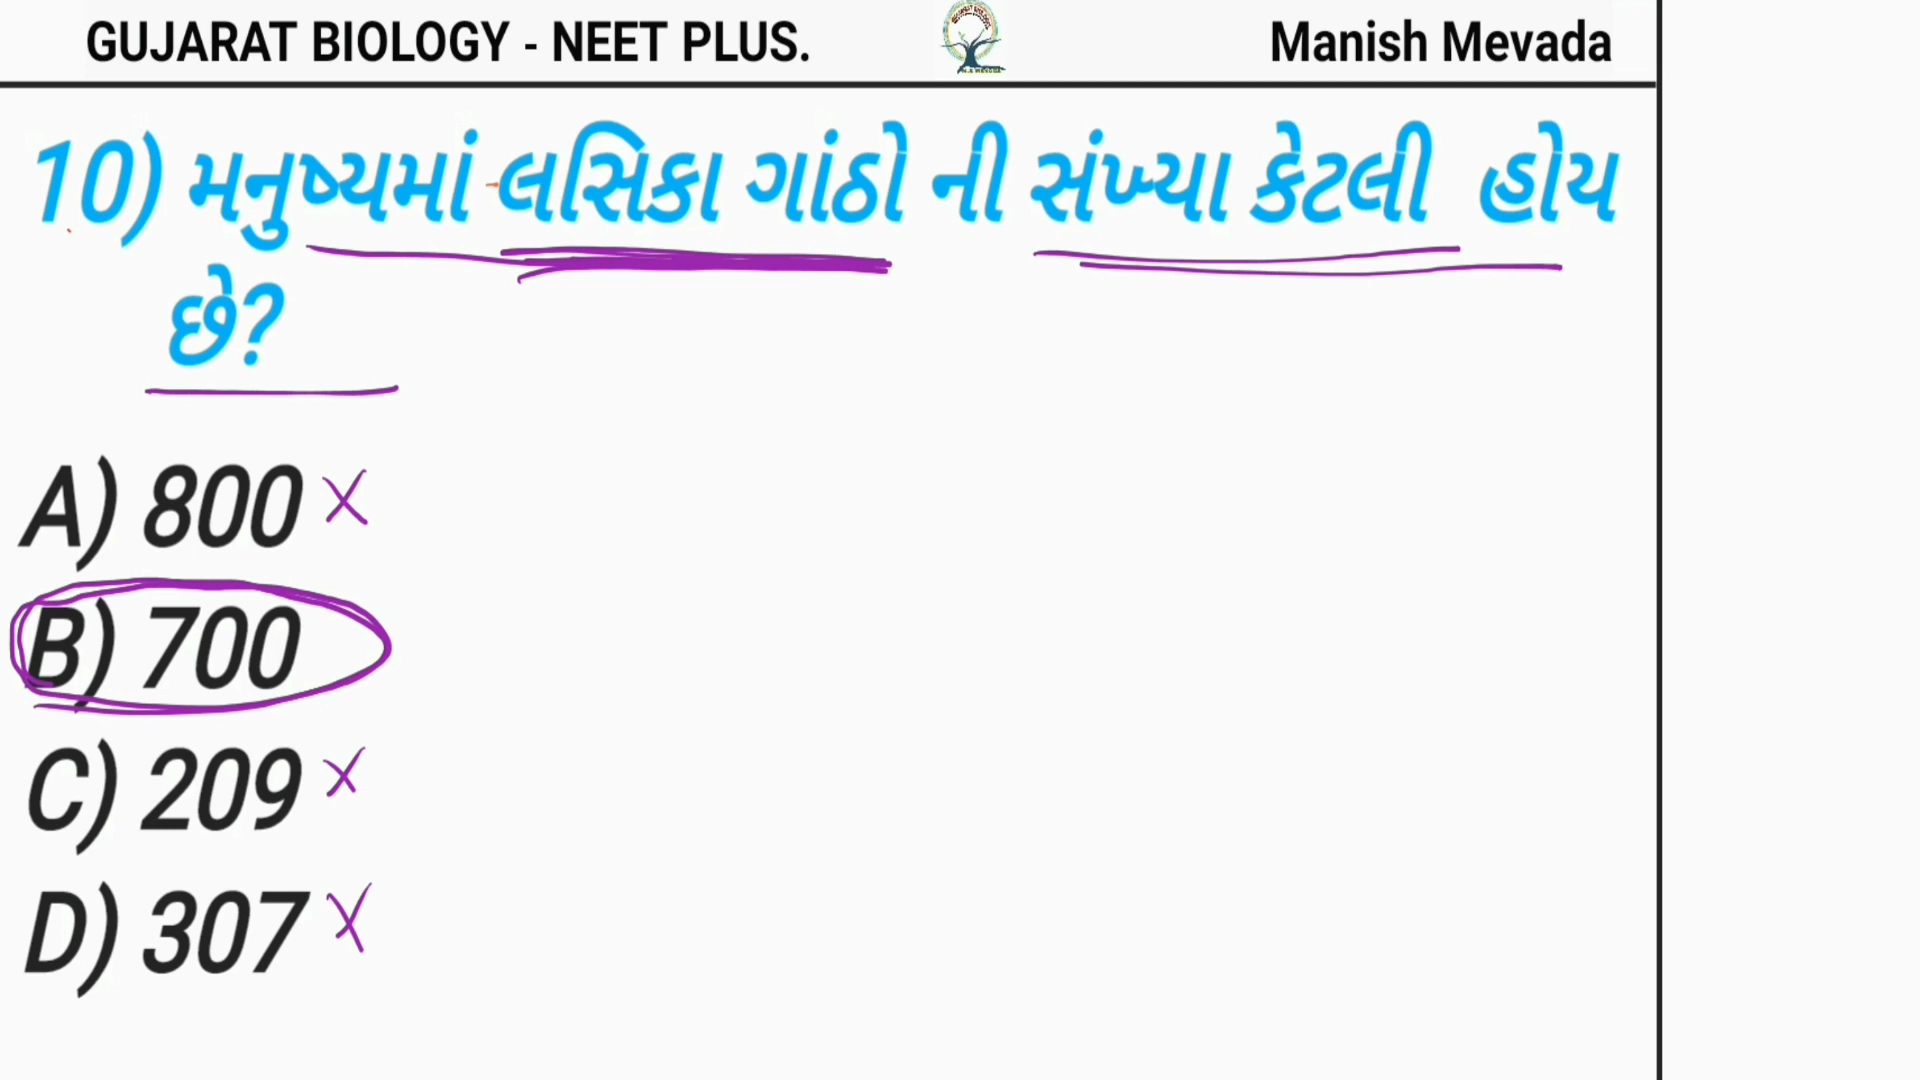 GUJARAT BIOLOGY - NEET PLUS.
Manish Mevada
10) મનુષ્યમાં લસિકા ગાંઠો ની સંખ્યા કેટલી હોય
છે?
A) 800 X
B) 700
C) 209 X
D) 307 X